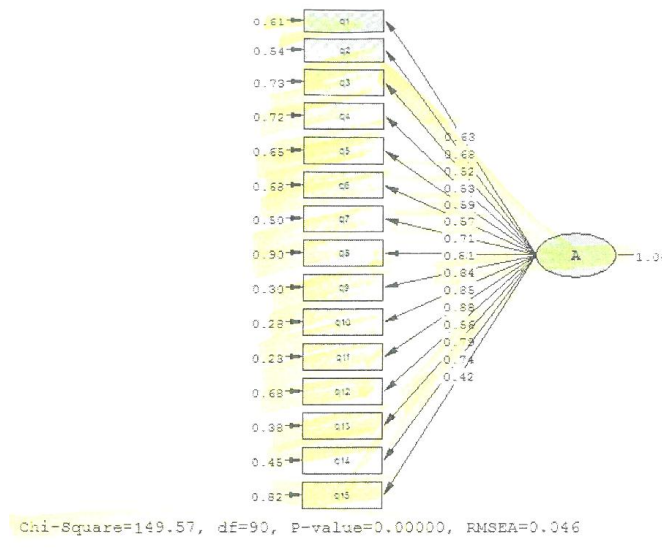 0.61 q1
0.54 q2
0.73 q3
0.72 q4
0.65 q5
0.68 q6
0.50 q7
0.90 q8
0.30 q9
0.28 q10
0.23 q11
0.68 q12
0.38 q13
0.45 q14
0.82 q15
0.63
0.68
0.52
0.53
0.59
0.57
0.71
0.61
0.84
0.85
0.88
0.56
0.79
0.74
0.42
A
Chi-Square=149.57, df=90, P-value=0.00000, RMSEA=0.046